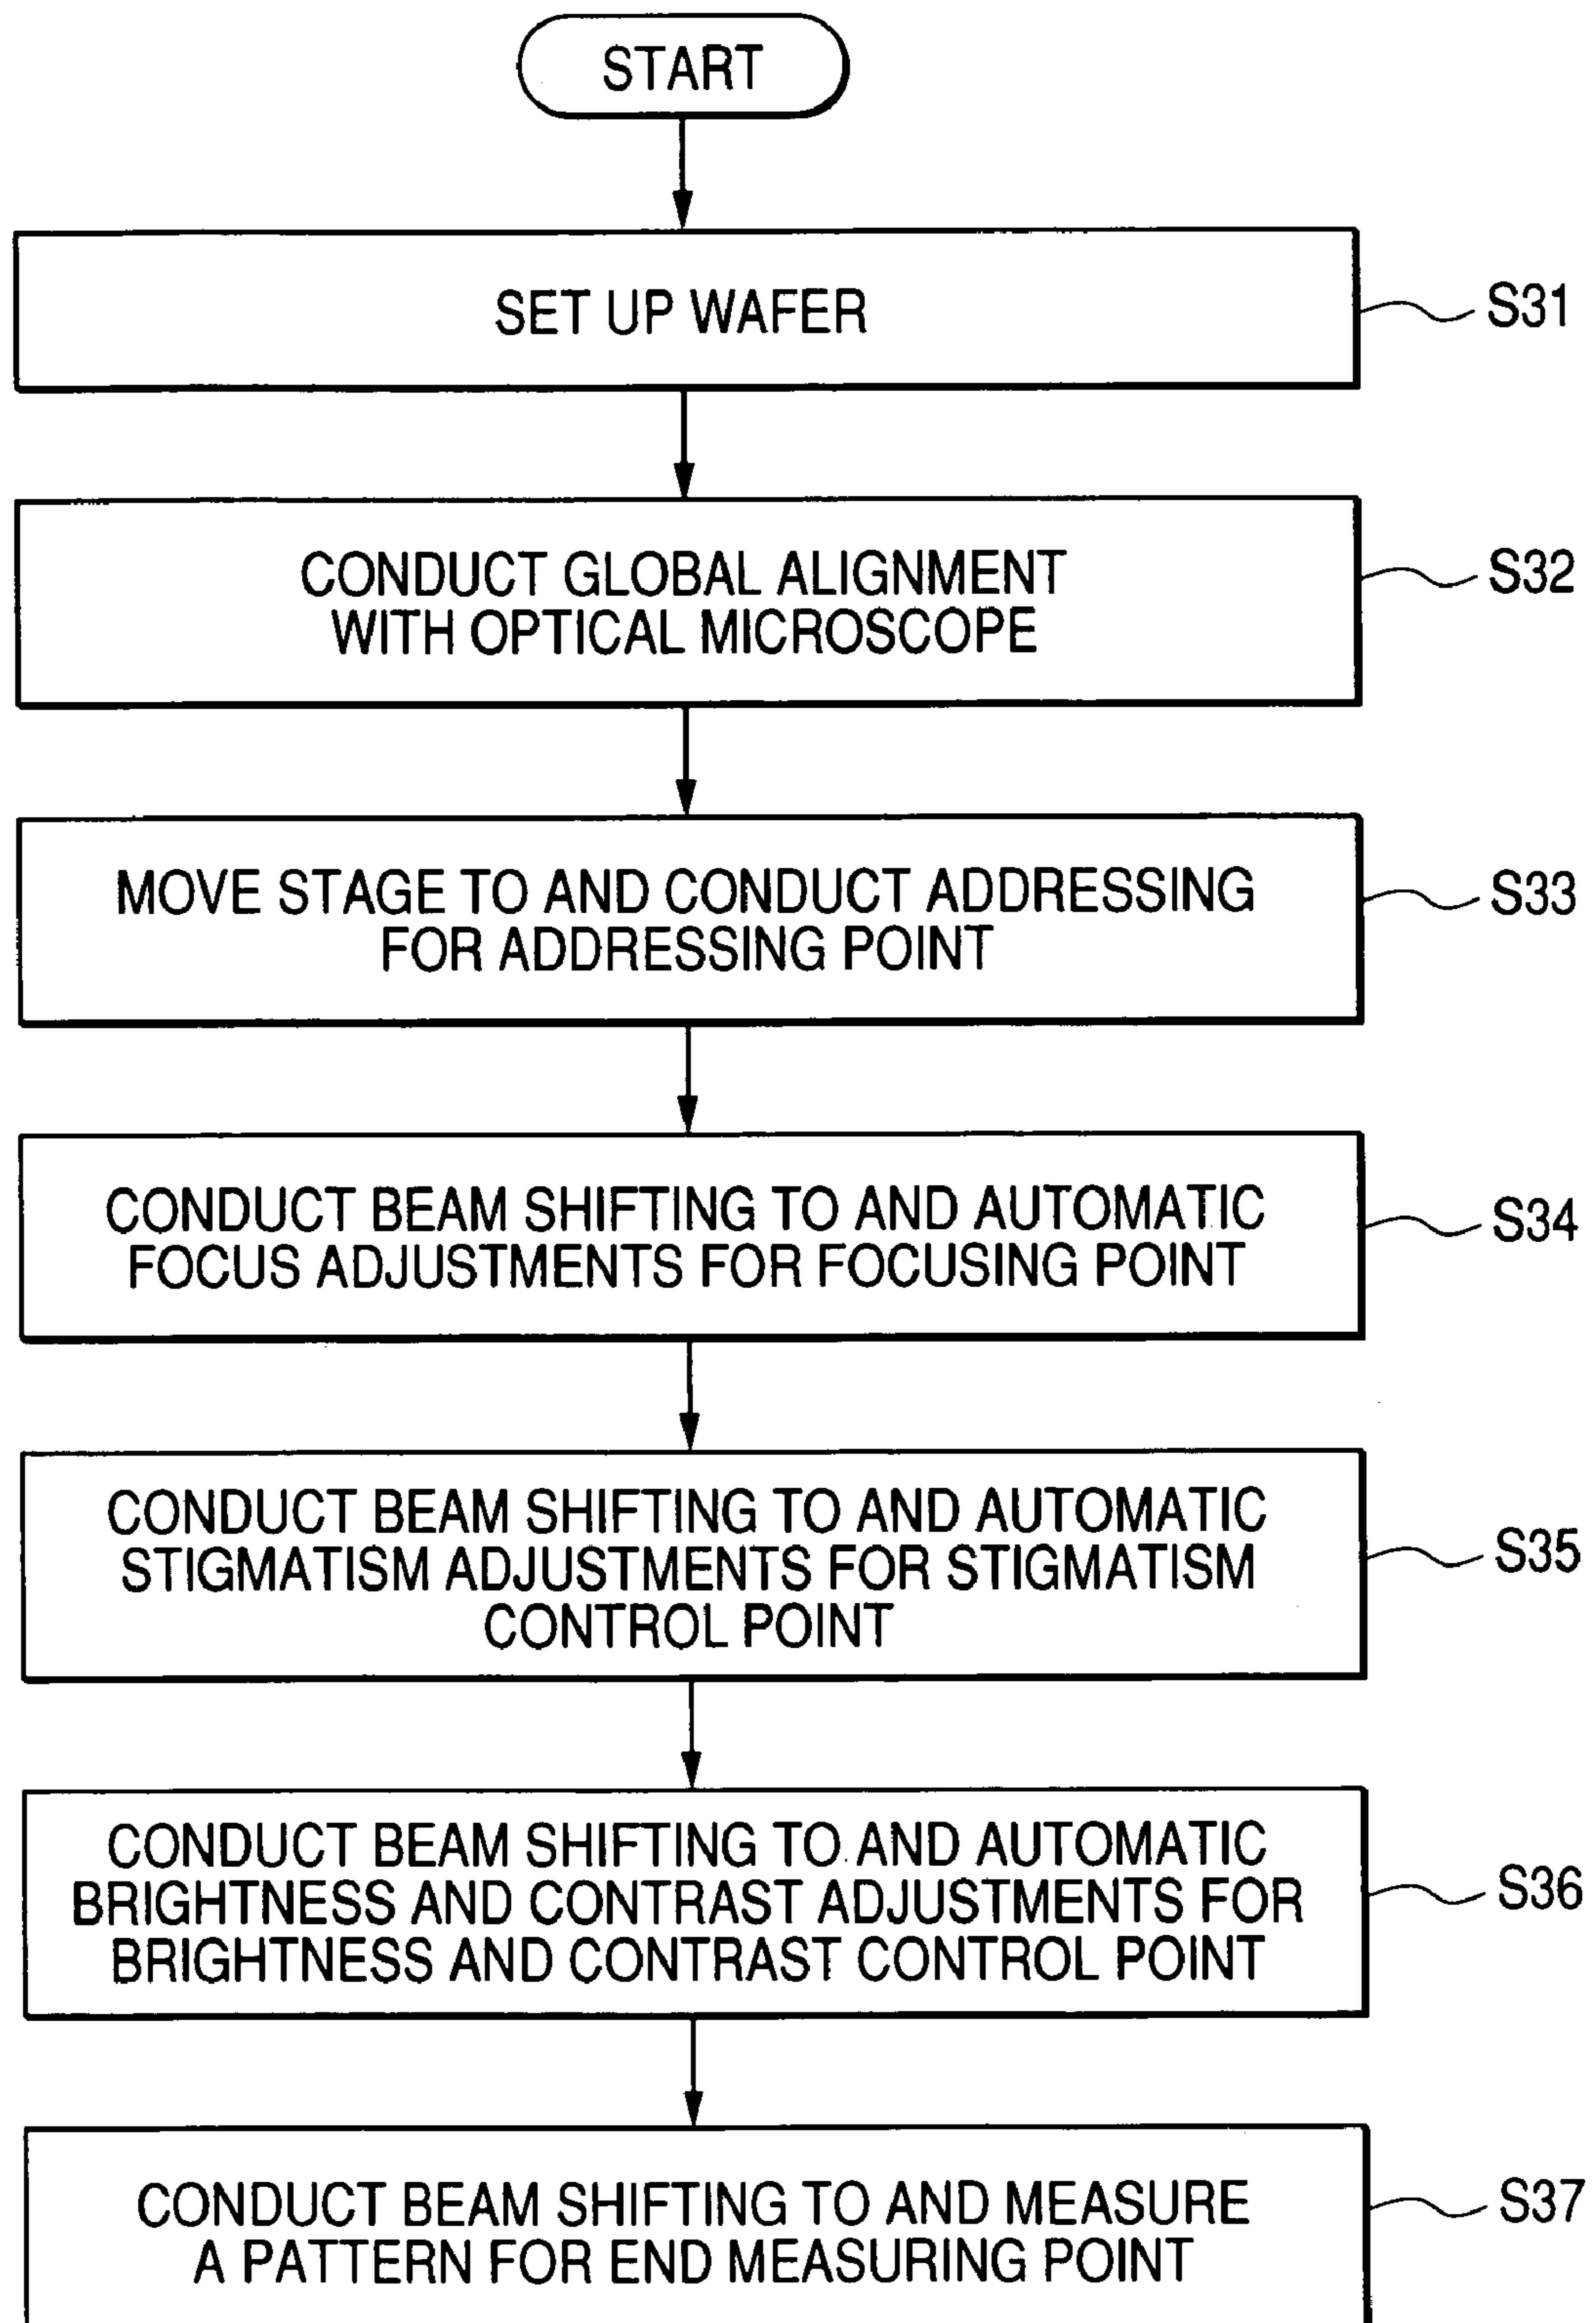 START
SET UP WAFER
S31
CONDUCT GLOBAL ALIGNMENT
WITH OPTICAL MICROSCOPE
S32
MOVE STAGE TO AND CONDUCT ADDRESSING
FOR ADDRESSING POINT
S33
CONDUCT BEAM SHIFTING TO AND AUTOMATIC
FOCUS ADJUSTMENTS FOR FOCUSING POINT
S34
CONDUCT BEAM SHIFTING TO AND AUTOMATIC
STIGMATISM ADJUSTMENTS FOR STIGMATISM
CONTROL POINT
S35
CONDUCT BEAM SHIFTING TO AND AUTOMATIC
BRIGHTNESS AND CONTRAST ADJUSTMENTS FOR
BRIGHTNESS AND CONTRAST CONTROL POINT
S36
CONDUCT BEAM SHIFTING TO AND MEASURE
A PATTERN FOR END MEASURING POINT
S37